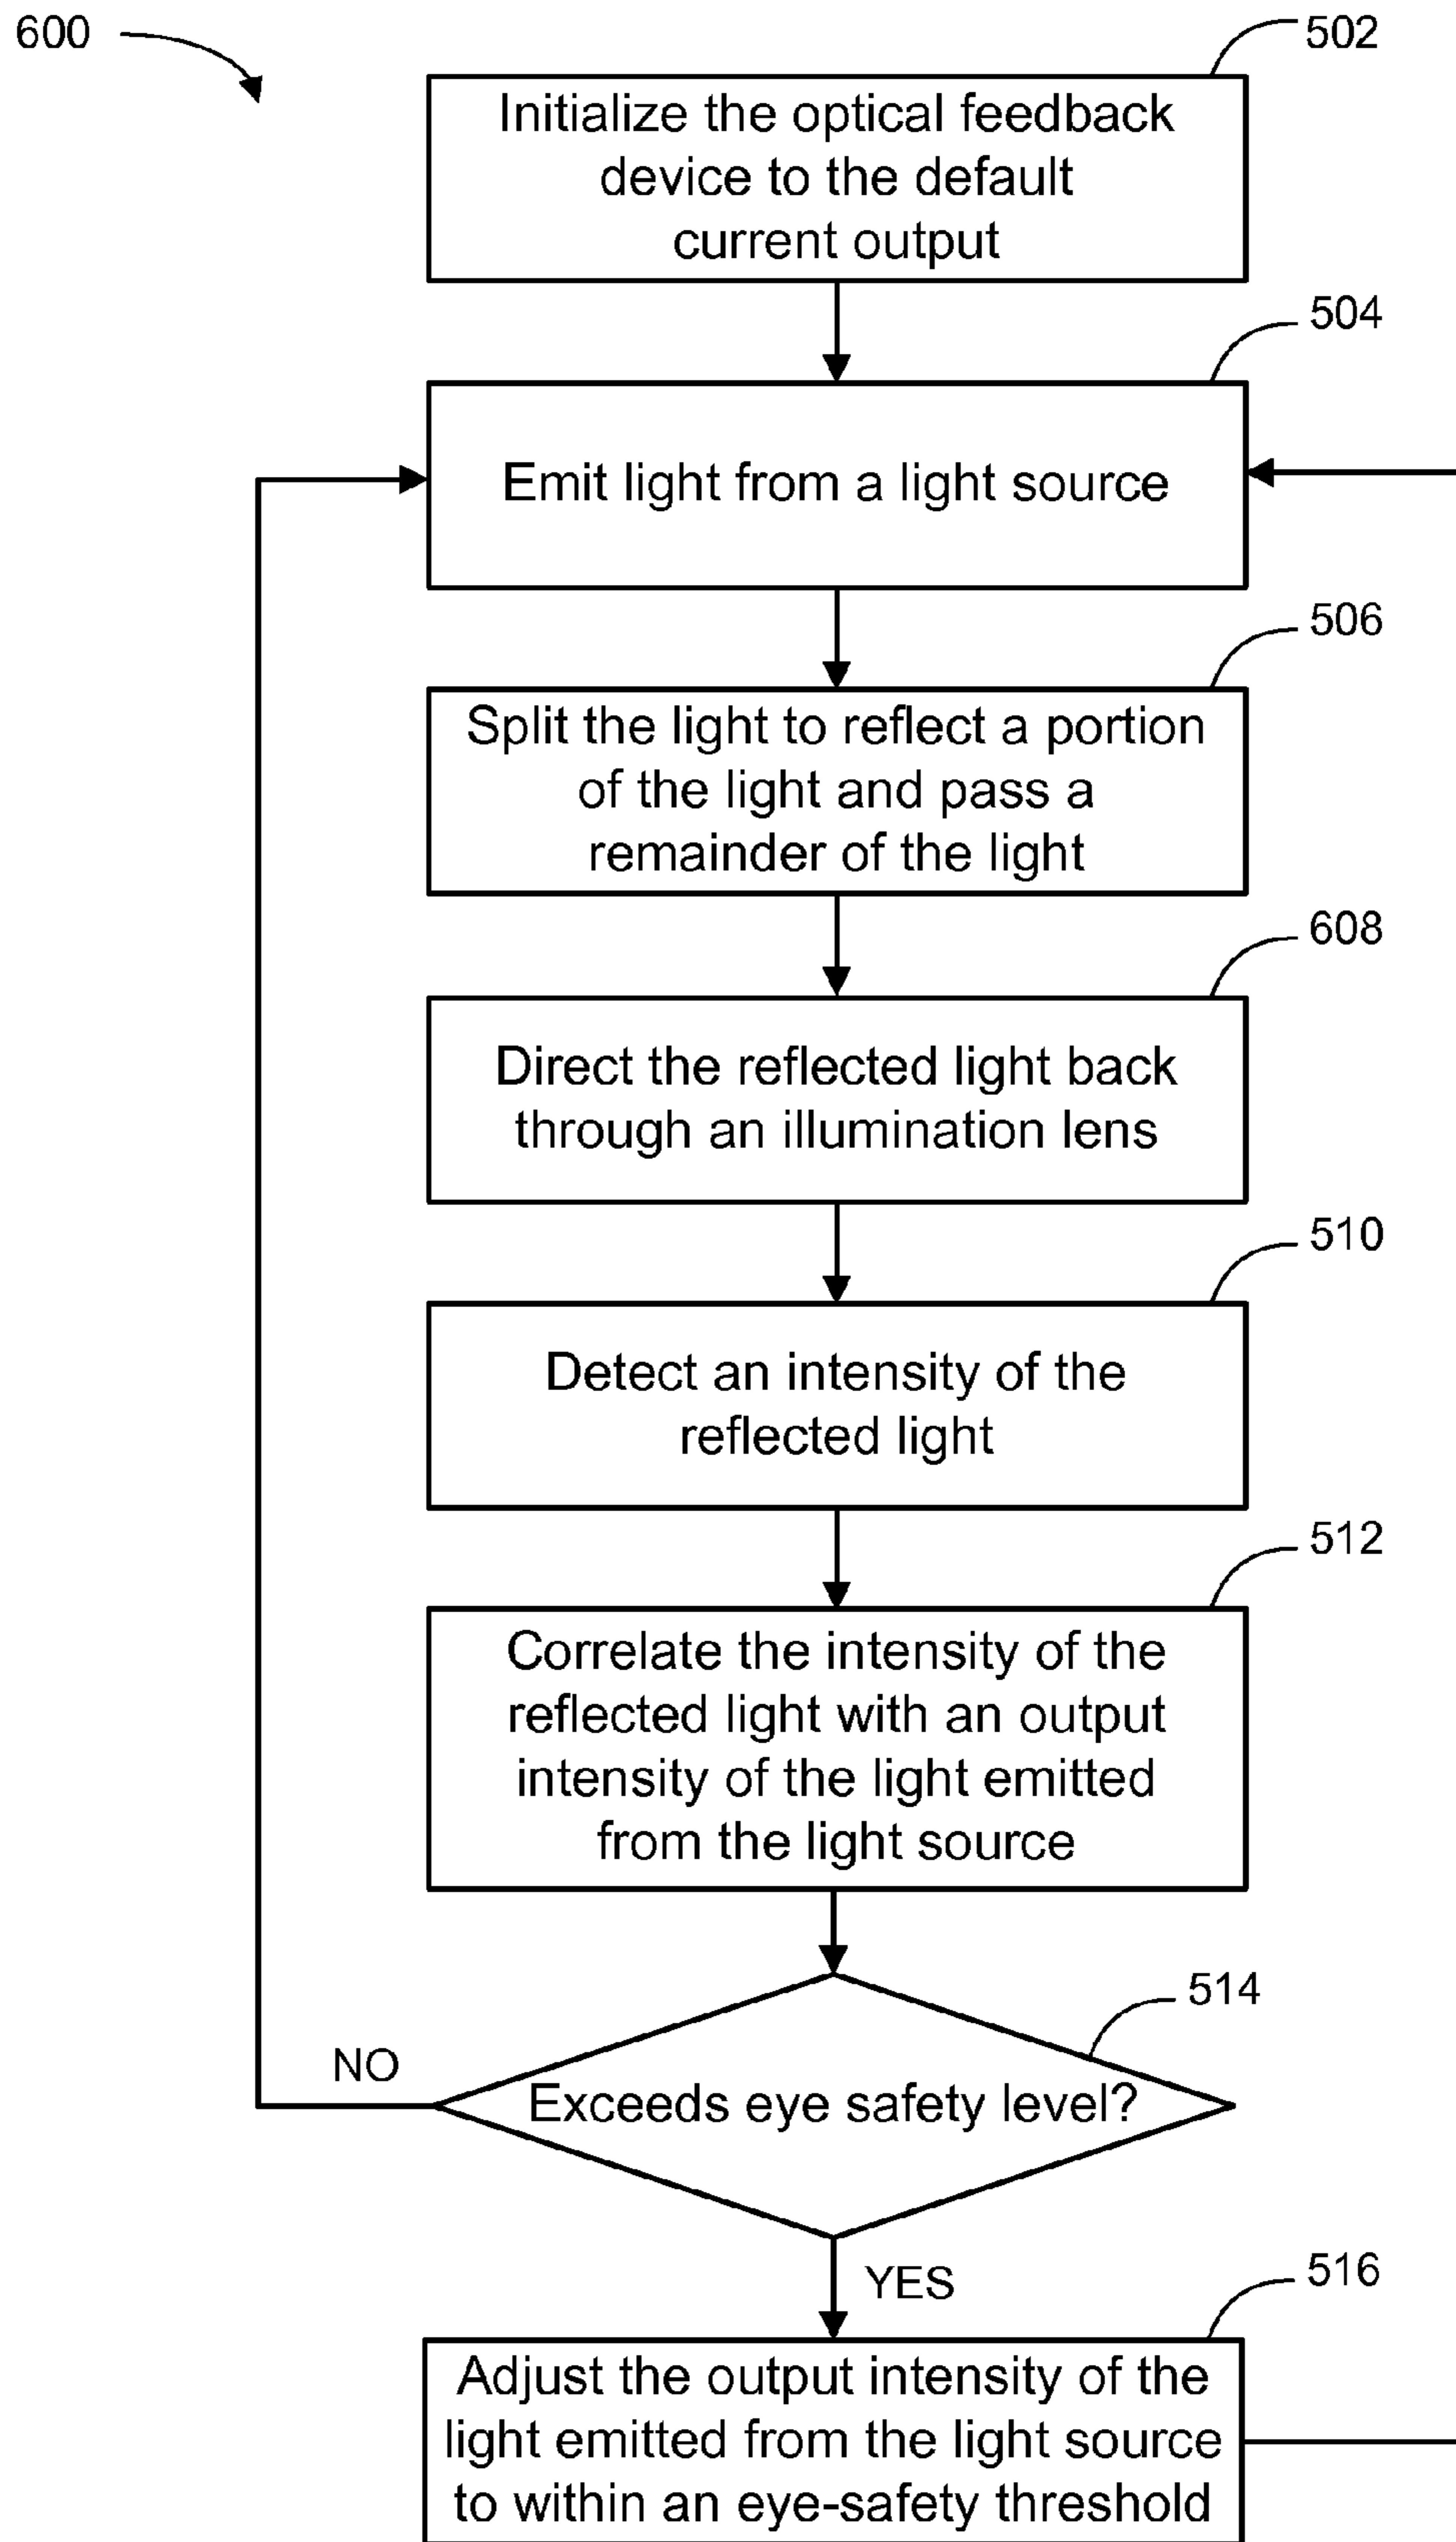 600
502
Initialize the optical feedback
device to the default
current output
504
Emit light from a light source
506
Split the light to reflect a portion
of the light and pass a
remainder of the light
608
Direct the reflected light back
through an illumination lens
510
Detect an intensity of the
reflected light
512
Correlate the intensity of the
reflected light with an output
intensity of the light emitted
from the light source
514
NO
Exceeds eye safety level?
YES
516
Adjust the output intensity of the
light emitted from the light source
to within an eye-safety threshold